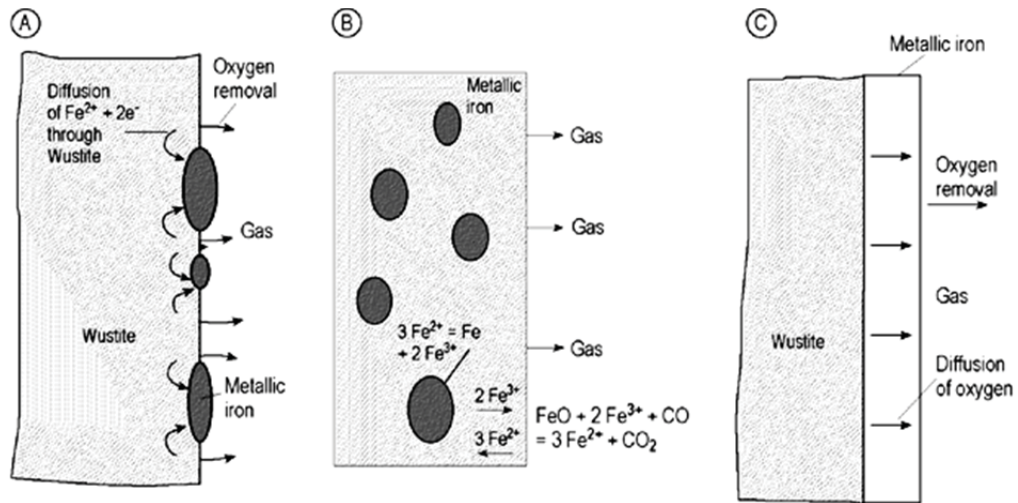 A
Diffusion
of Fe²⁺ + 2e⁻
through
Wustite
Oxygen
removal
Gas
Wustite
Metallic
iron
B
Metallic
iron
Gas
Gas
Gas
3 Fe²⁺ = Fe
+ 2 Fe³⁺
2 Fe³⁺
3 Fe²⁺
FeO + 2 Fe³⁺ + CO
= 3 Fe²⁺ + CO₂
C
Metallic iron
Oxygen
removal
Gas
Wustite
Diffusion
of oxygen